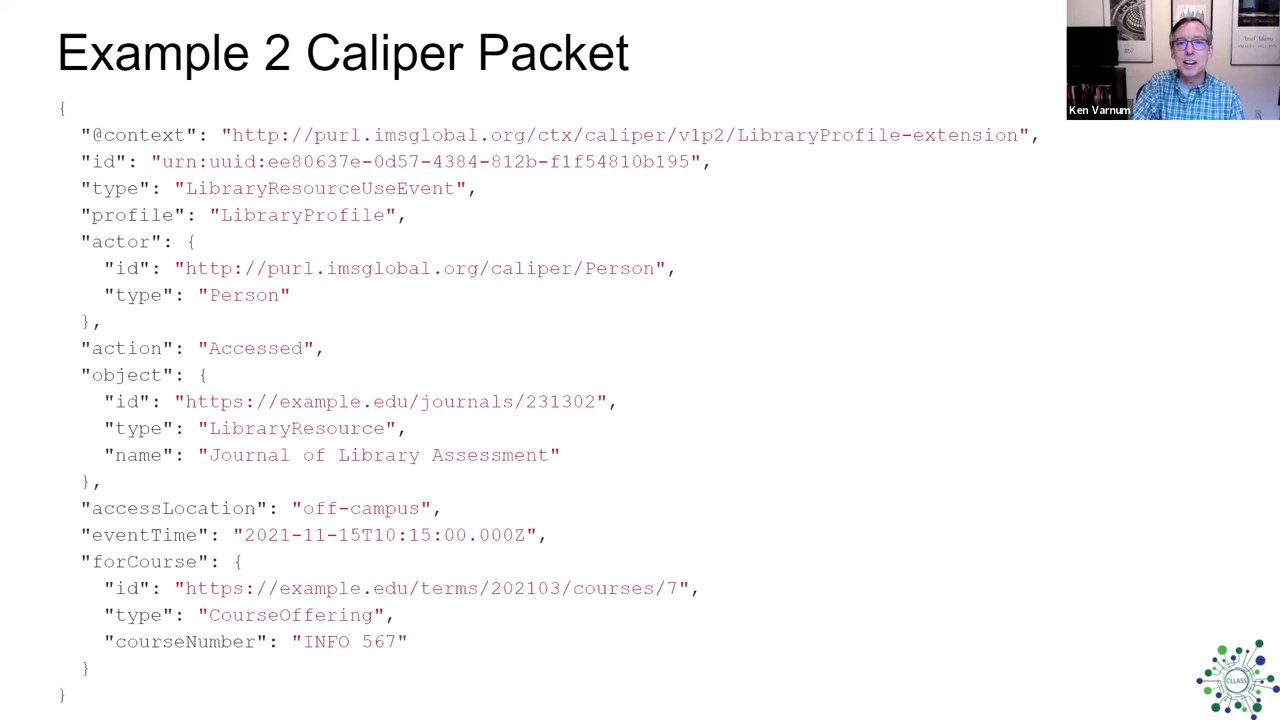 Example 2 Caliper Packet
{
"@context": "http://purl.imsglobal.org/ctx/caliper/v1p2/LibraryProfile-extension",
"id": "urn:uuid:ee80637e-0d57-4384-812b-f1f54810b195",
"type": "LibraryResourceUseEvent",
"profile": "LibraryProfile",
"actor": {
"id": "http://purl.imsglobal.org/caliper/Person",
"type": "Person"
},
"action": "Accessed",
"object": {
"id": "https://example.edu/journals/231302",
"type": "LibraryResource",
"name": "Journal of Library Assessment"
},
"accessLocation": "off-campus",
"eventTime": "2021-11-15T10:15:00.000Z",
"forCourse": {
"id": "https://example.edu/terms/202103/courses/7",
"type": "CourseOffering",
"courseNumber": "INFO 567"
}
}
Ken Varnum
Ansel Adams
CLLASS